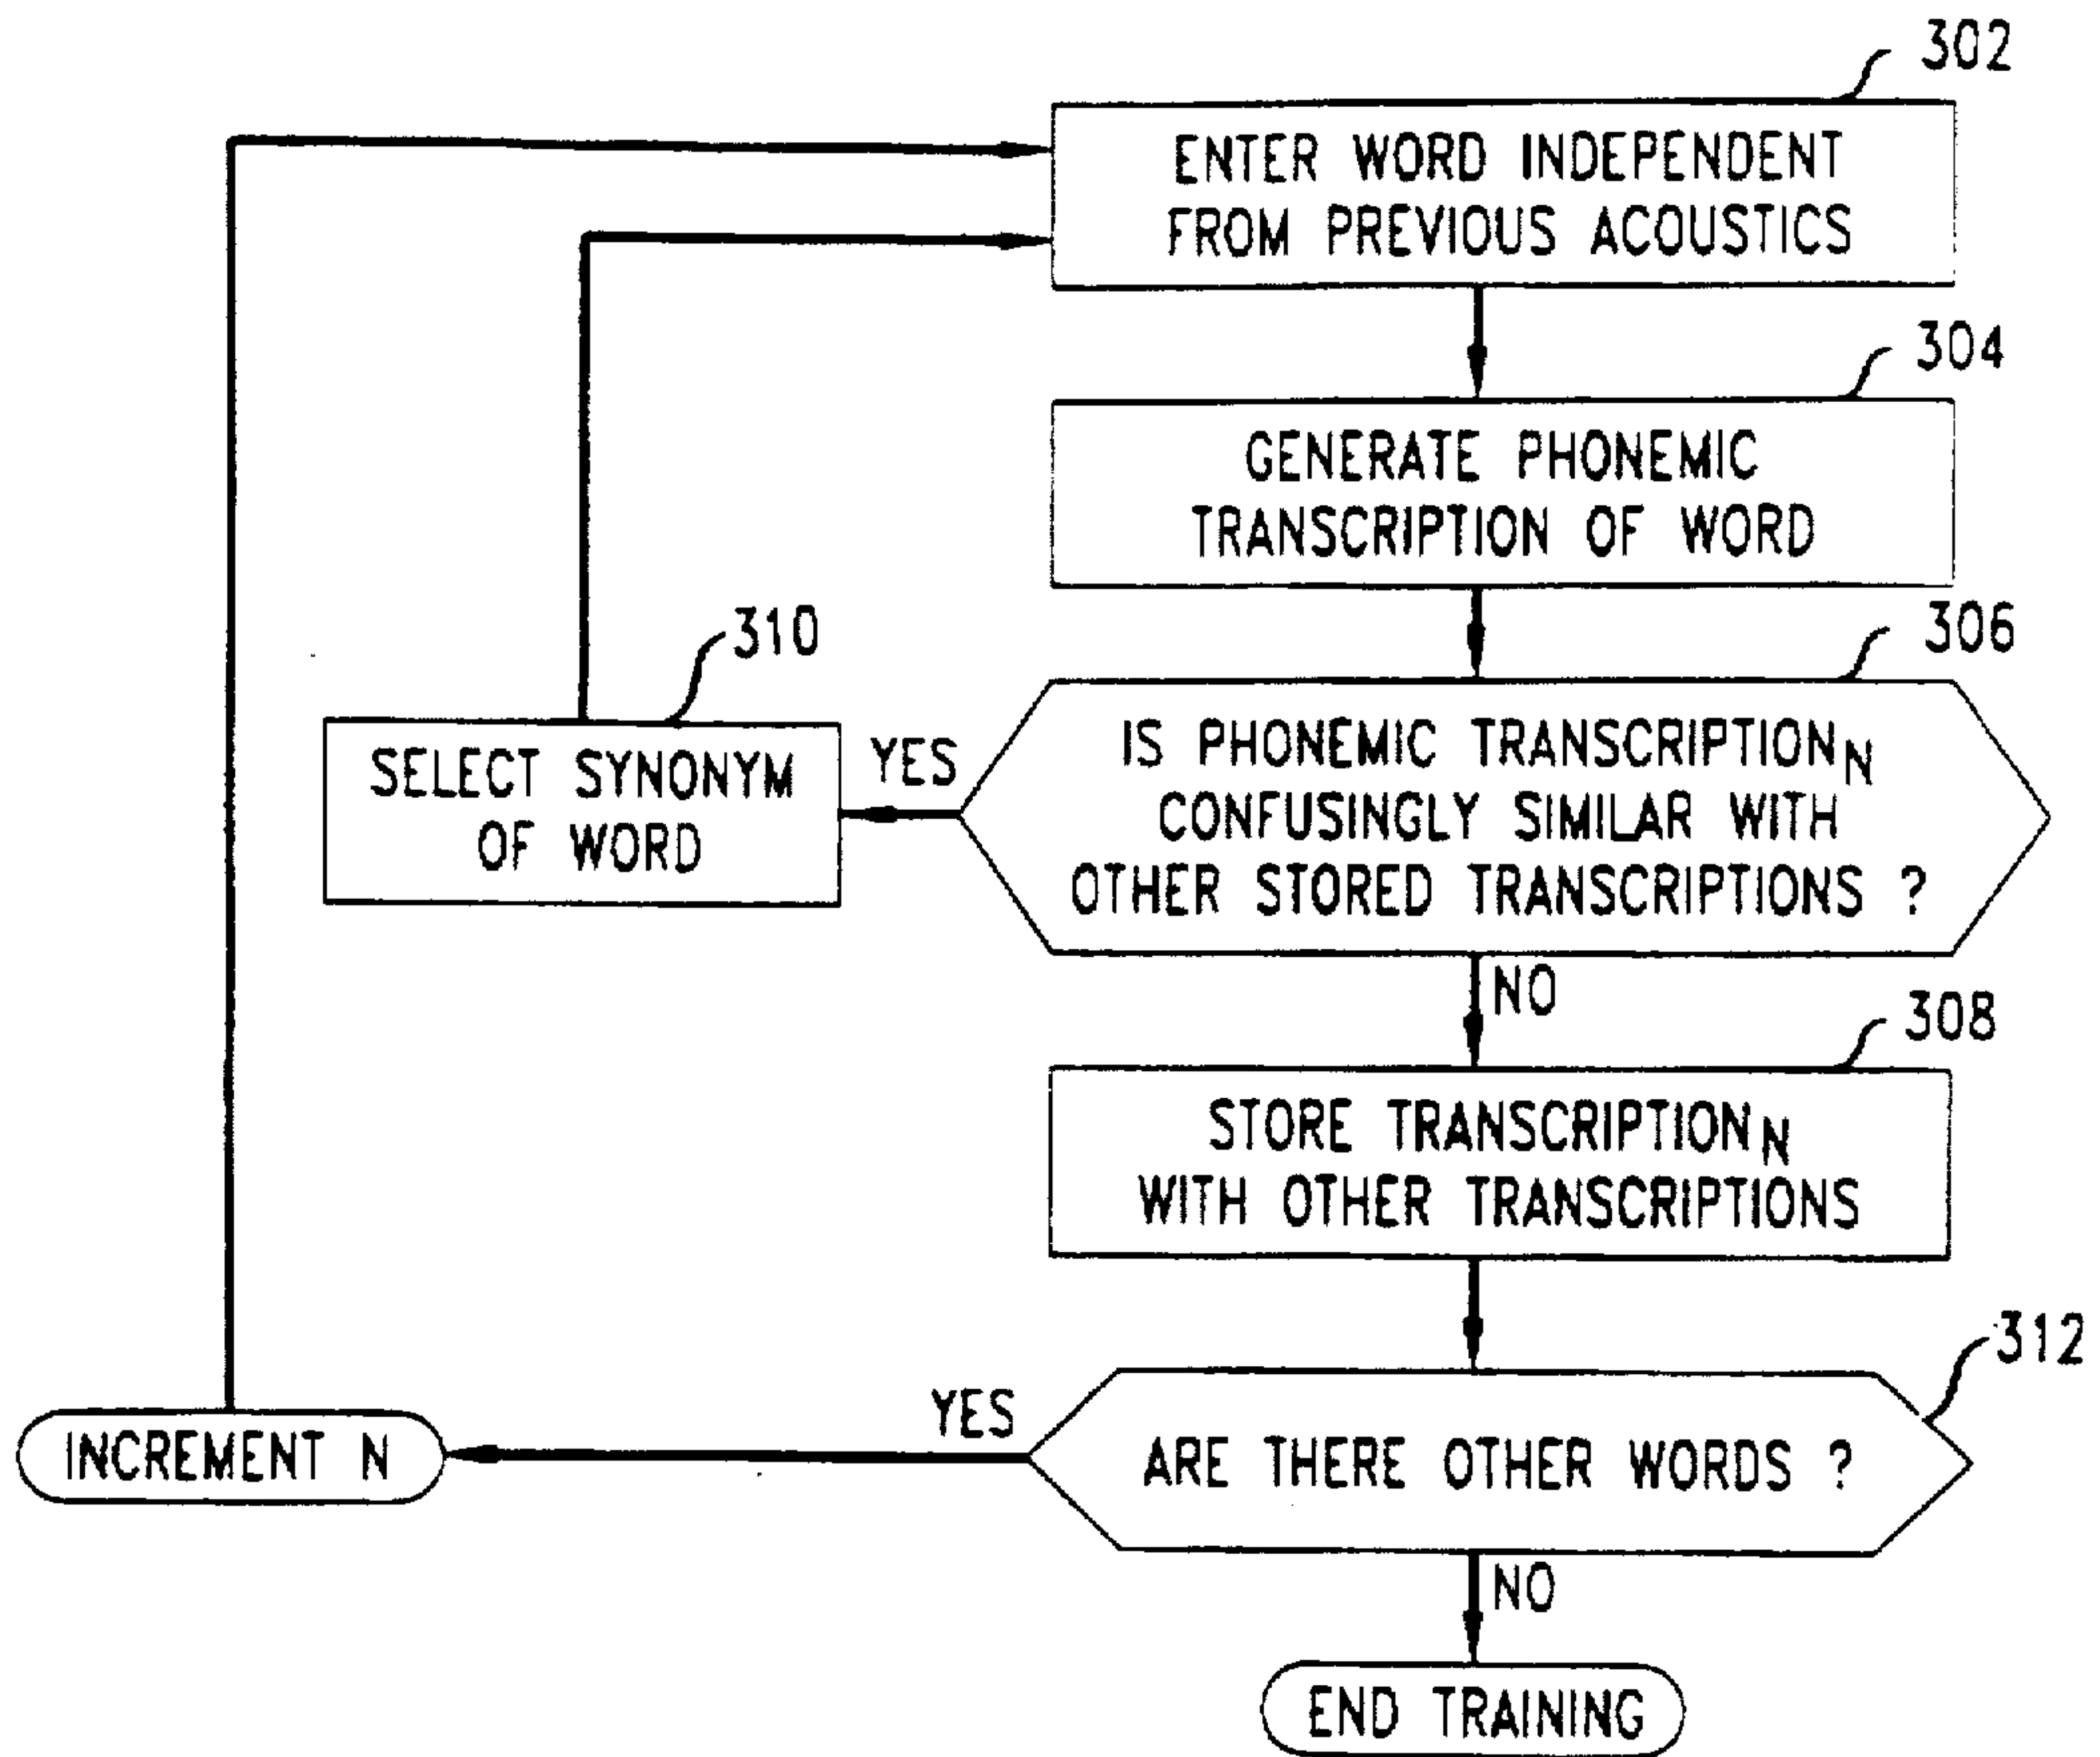 302
ENTER WORD INDEPENDENT
FROM PREVIOUS ACOUSTICS
304
GENERATE PHONEMIC
TRANSCRIPTION OF WORD
306
310
IS PHONEMIC TRANSCRIPTION N
CONFUSINGLY SIMILAR WITH
OTHER STORED TRANSCRIPTIONS ?
YES
SELECT SYNONYM
OF WORD
NO
308
STORE TRANSCRIPTION N
WITH OTHER TRANSCRIPTIONS
312
ARE THERE OTHER WORDS ?
YES
INCREMENT N
NO
END TRAINING